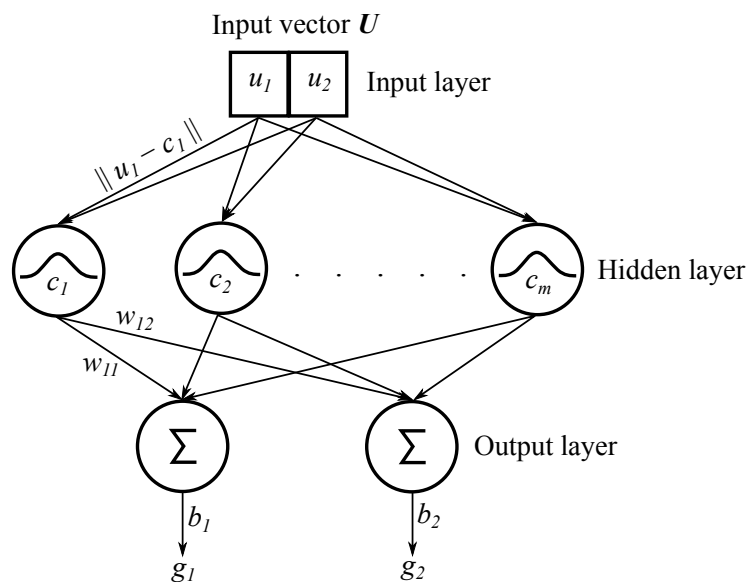 Input vector U
u1 u2 Input layer
|| u1 – c1 ||
c1 c2 . . . . . cm Hidden layer
w12
w11
Σ Σ Output layer
b1 b2
g1 g2